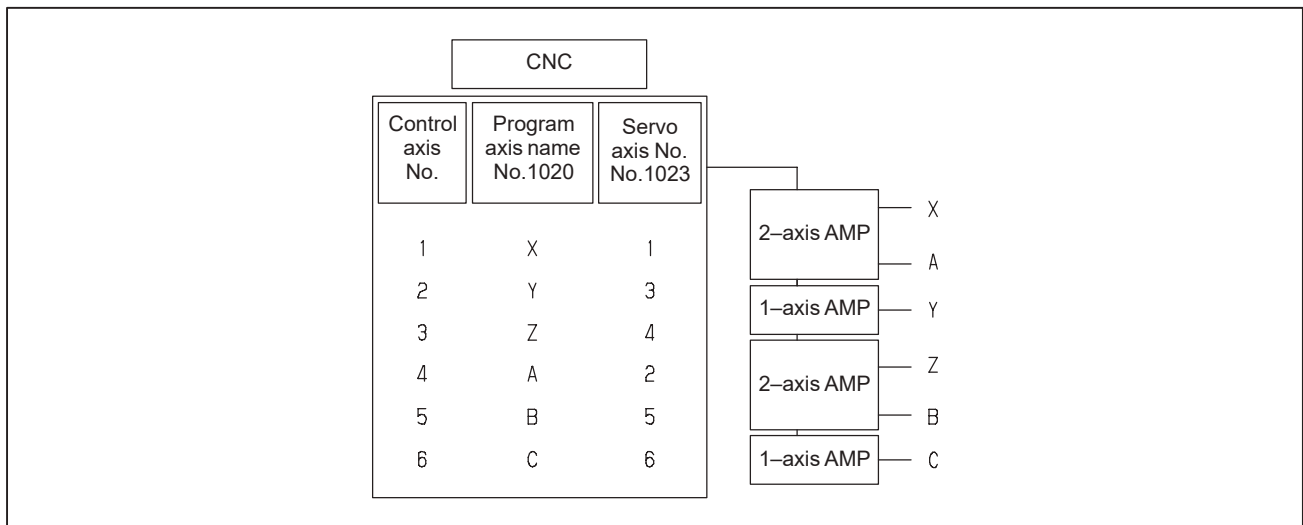 CNC
Control
axis
No.
Program
axis name
No.1020
Servo
axis No.
No.1023
1 X 1
2 Y 3
3 Z 4
4 A 2
5 B 5
6 C 6
2–axis AMP
X
A
1–axis AMP
Y
2–axis AMP
Z
B
1–axis AMP
C